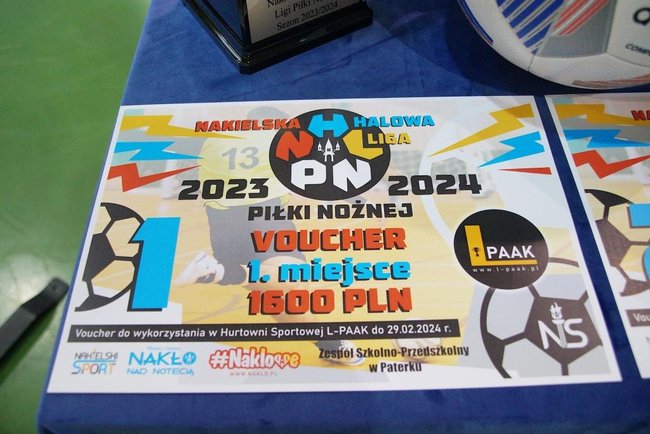 Ligi Piłki
Sezon 2023/2024
NAKIELSKA HALOWA
LIGA
NHL
PN
13
2023 2024
PIŁKI NOŻNEJ
VOUCHER
1
1. miejsce
1600 PLN
L PAAK
www.l-paak.pl
NS
Voucher do wykorzystania w Hurtowni Sportowej L-PAAK do 29.02.2024 r.
NAKIELSKI
SPORT
NAKŁO
NAD NOTECIĄ
#Naklove
WWW.NAKLO.PL
Zespół Szkolno-Przedszkolny
w Paterku